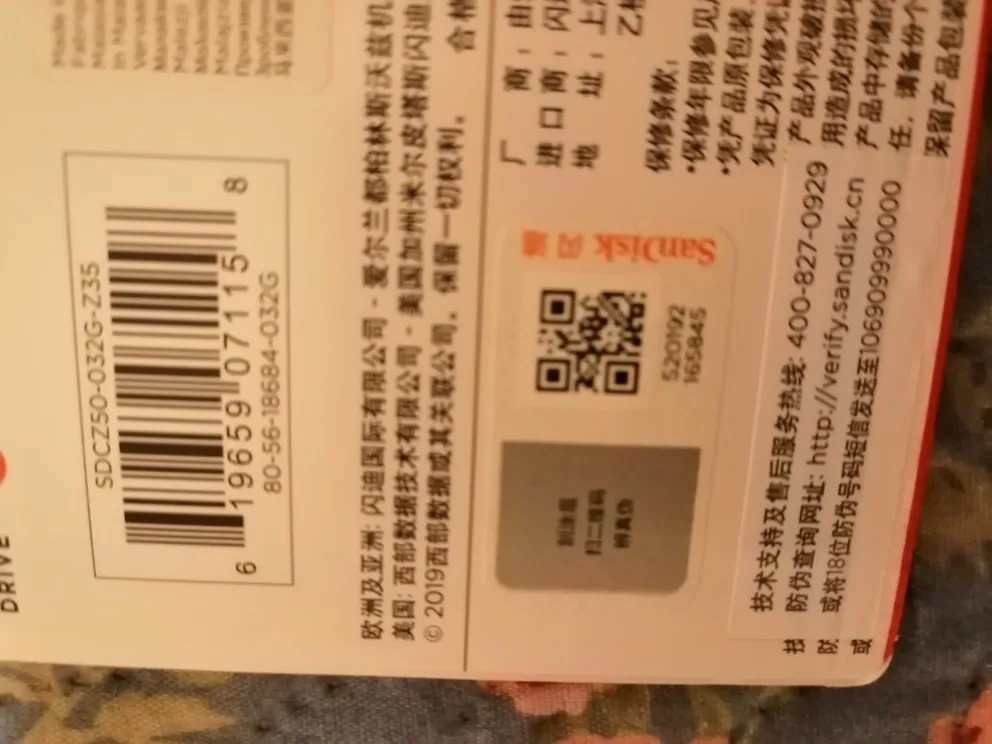 DRIVE
SDCZ50-032G-Z35
6 19659 07115 8
80-56-18684-032G
欧洲及亚洲: 闪迪国际有限公司 - 爱尔兰都柏林斯沃兹机
美国: 西部数据技术有限公司 - 美国加州米尔皮塔斯闪迪
© 2019西部数据或其关联公司。保留一切权利。
合格
厂 商: 由
进 口 商: 闪
地 址: 上
保修条款:
•保修年限参见
•凭产品原包装
凭证为保修凭
产品外观破
用造成的损坏
产品中存储的
任。请备份个
保留产品包装
SanDisk 闪迪
520192
165845
刮涂层
扫二维码
辨真伪
技术支持及售后服务热线: 400-827-0929
防伪查询网址: http://verify.sandisk.cn
或将18位防伪号码短信发送至1069099990000
技
防
或